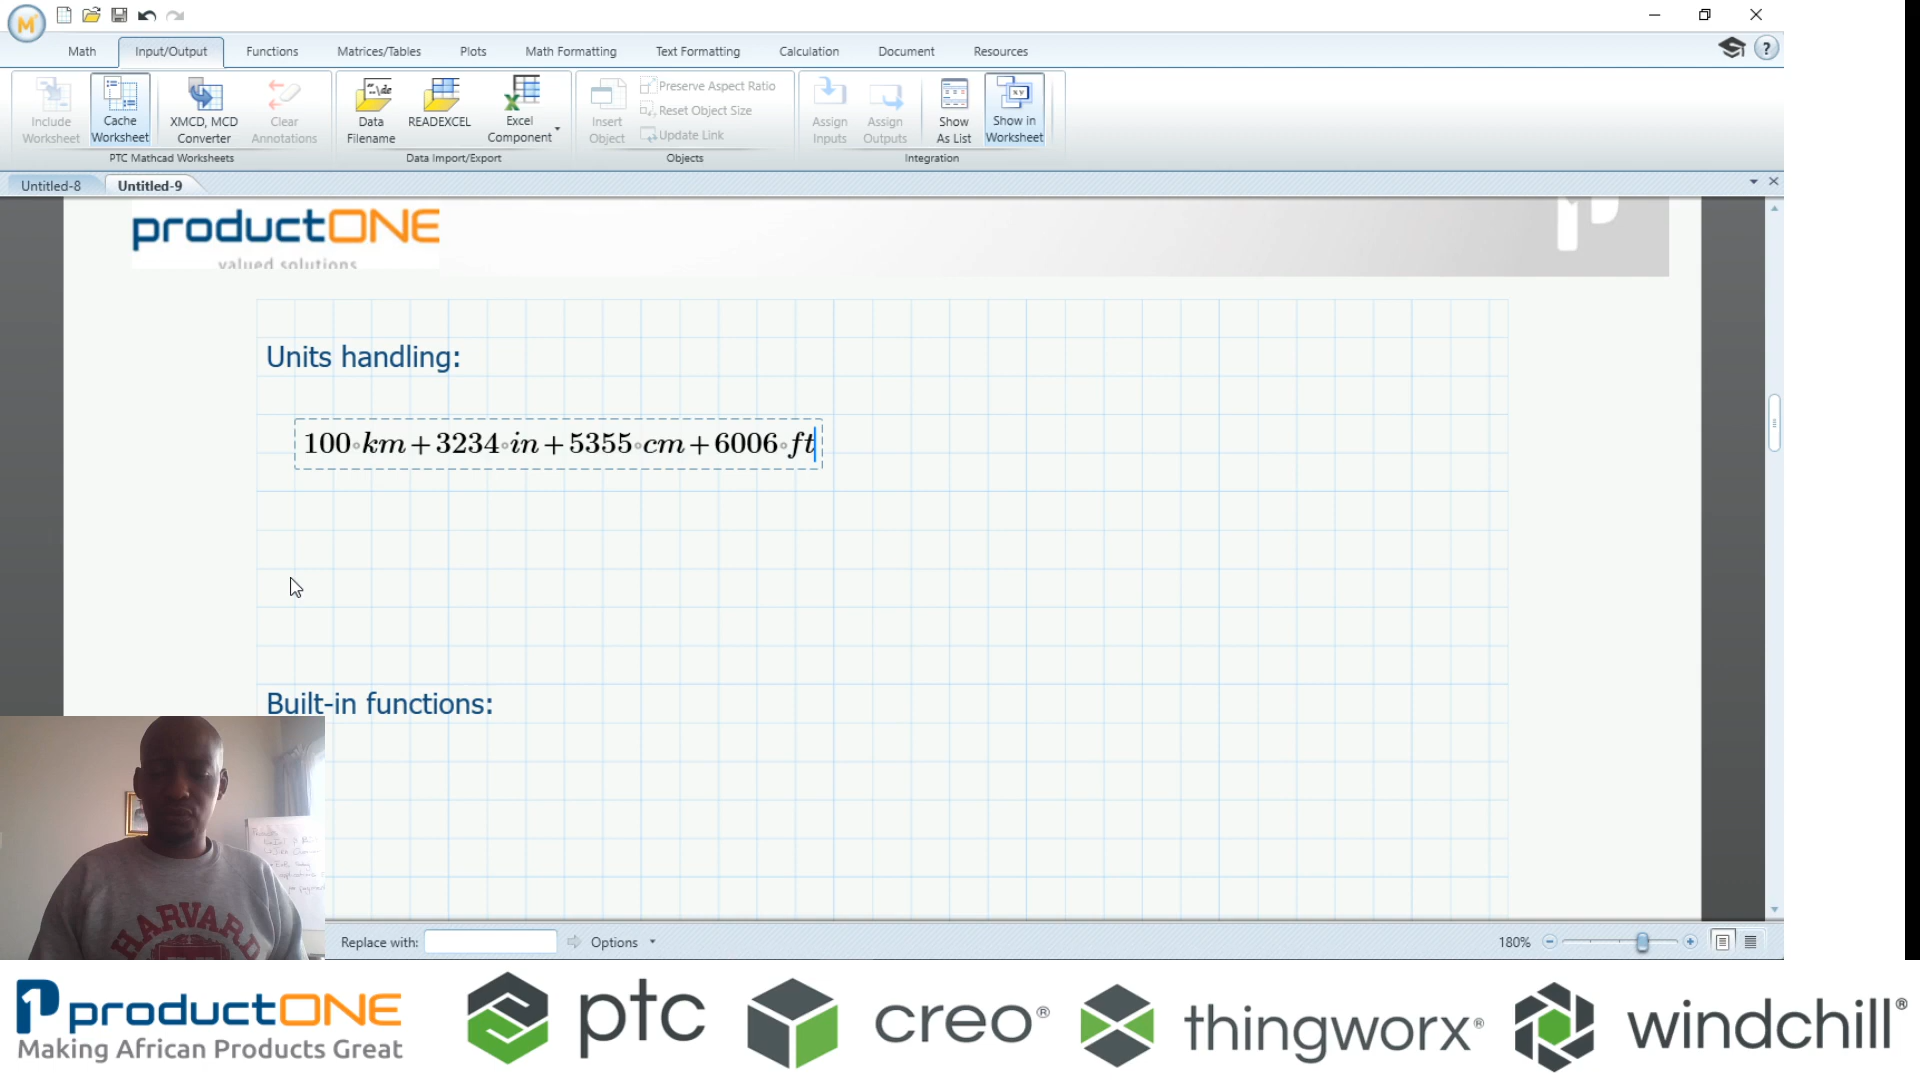 Math Input/Output Functions Matrices/Tables Plots Math Formatting Text Formatting Calculation Document Resources
Include Worksheet
Cache Worksheet
XMCD, MCD Converter
Clear Annotations
PTC Mathcad Worksheets
Data Filename
READEXCEL
Excel Component
Data Import/Export
Insert Object
Preserve Aspect Ratio
Reset Object Size
Update Link
Objects
Assign Inputs
Assign Outputs
Show As List
Show in Worksheet
Integration
Untitled-8 Untitled-9
productONE
valued solutions
Units handling:
100∘km+3234∘in+5355∘cm+6006∘ft
Built-in functions:
HARVARD
Replace with: Options 180%
productONE
Making African Products Great
ptc
creo®
thingworx®
windchill®